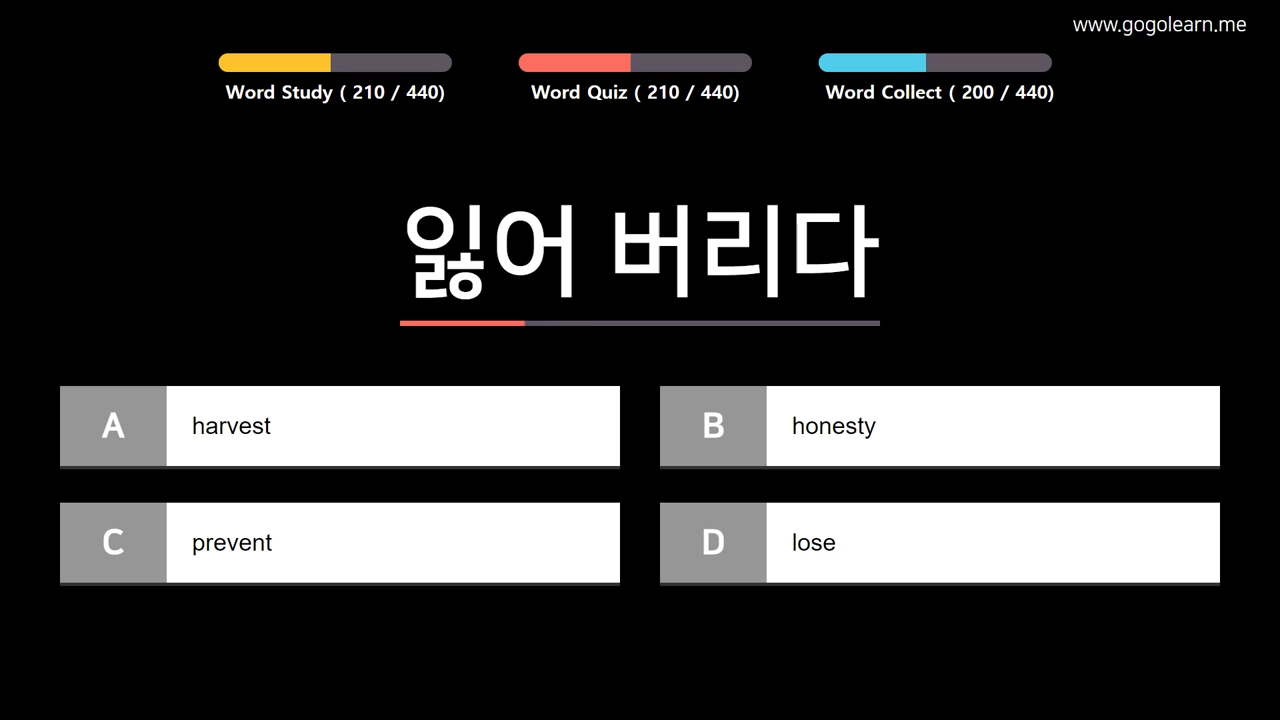 www.gogolearn.me
Word Study ( 210 / 440)
Word Quiz ( 210 / 440)
Word Collect ( 200 / 440)
잃어 버리다
A harvest
B honesty
C prevent
D lose